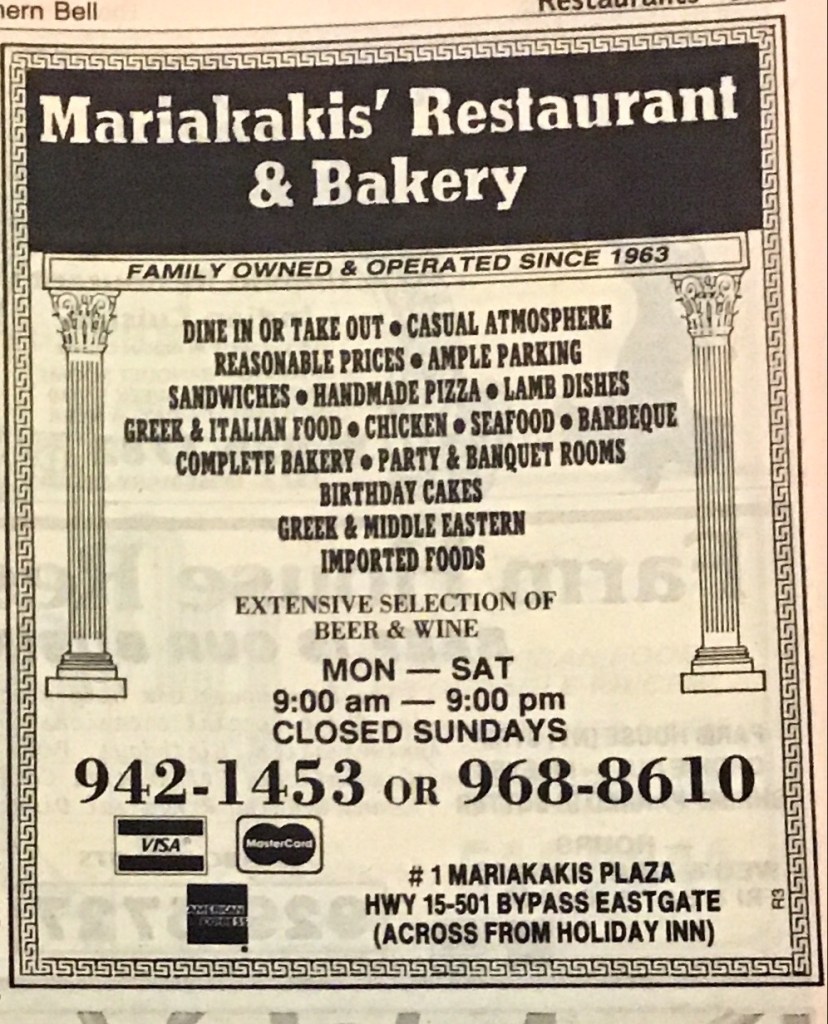 hern Bell
Restaurants
Mariakakis' Restaurant
& Bakery
FAMILY OWNED & OPERATED SINCE 1963
DINE IN OR TAKE OUT • CASUAL ATMOSPHERE
REASONABLE PRICES • AMPLE PARKING
SANDWICHES • HANDMADE PIZZA • LAMB DISHES
GREEK & ITALIAN FOOD • CHICKEN • SEAFOOD • BARBEQUE
COMPLETE BAKERY • PARTY & BANQUET ROOMS
BIRTHDAY CAKES
GREEK & MIDDLE EASTERN
IMPORTED FOODS
EXTENSIVE SELECTION OF
BEER & WINE
MON — SAT
9:00 am — 9:00 pm
CLOSED SUNDAYS
942-1453 OR 968-8610
VISA MasterCard
AMERICAN EXPRESS
# 1 MARIAKAKIS PLAZA
HWY 15-501 BYPASS EASTGATE
(ACROSS FROM HOLIDAY INN)
R3